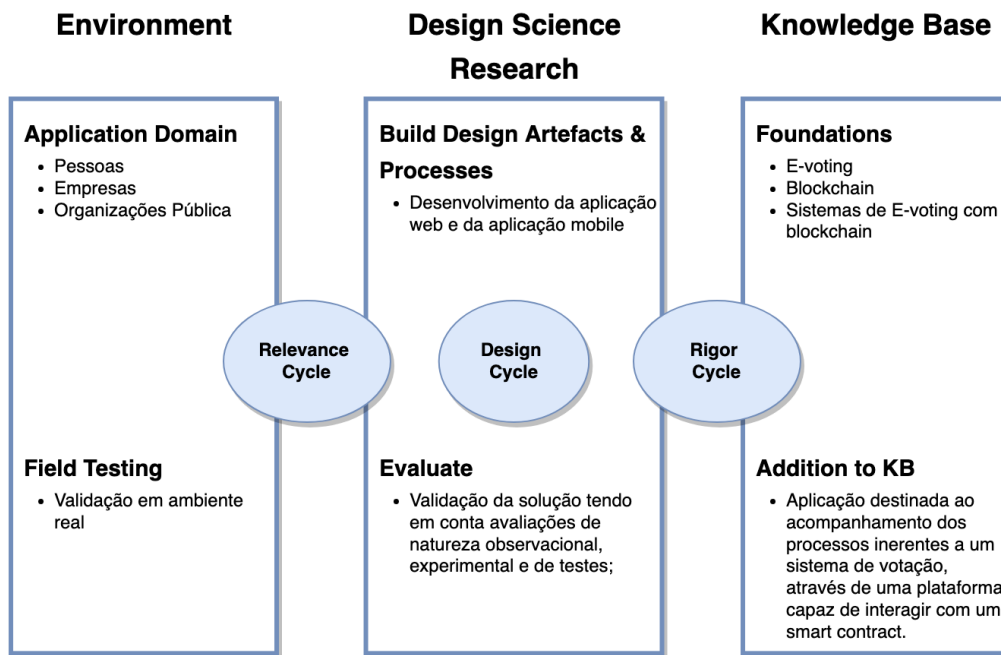 Environment
Design Science
Research
Knowledge Base
Application Domain
• Pessoas
• Empresas
• Organizações Pública
Build Design Artefacts &
Processes
• Desenvolvimento da aplicação
web e da aplicação mobile
Foundations
• E-voting
• Blockchain
• Sistemas de E-voting com
blockchain
Relevance
Cycle
Design
Cycle
Rigor
Cycle
Field Testing
• Validação em ambiente
real
Evaluate
• Validação da solução tendo
em conta avaliações de
natureza observacional,
experimental e de testes;
Addition to KB
• Aplicação destinada ao
acompanhamento dos
processos inerentes a um
sistema de votação,
através de uma plataforma
capaz de interagir com um
smart contract.